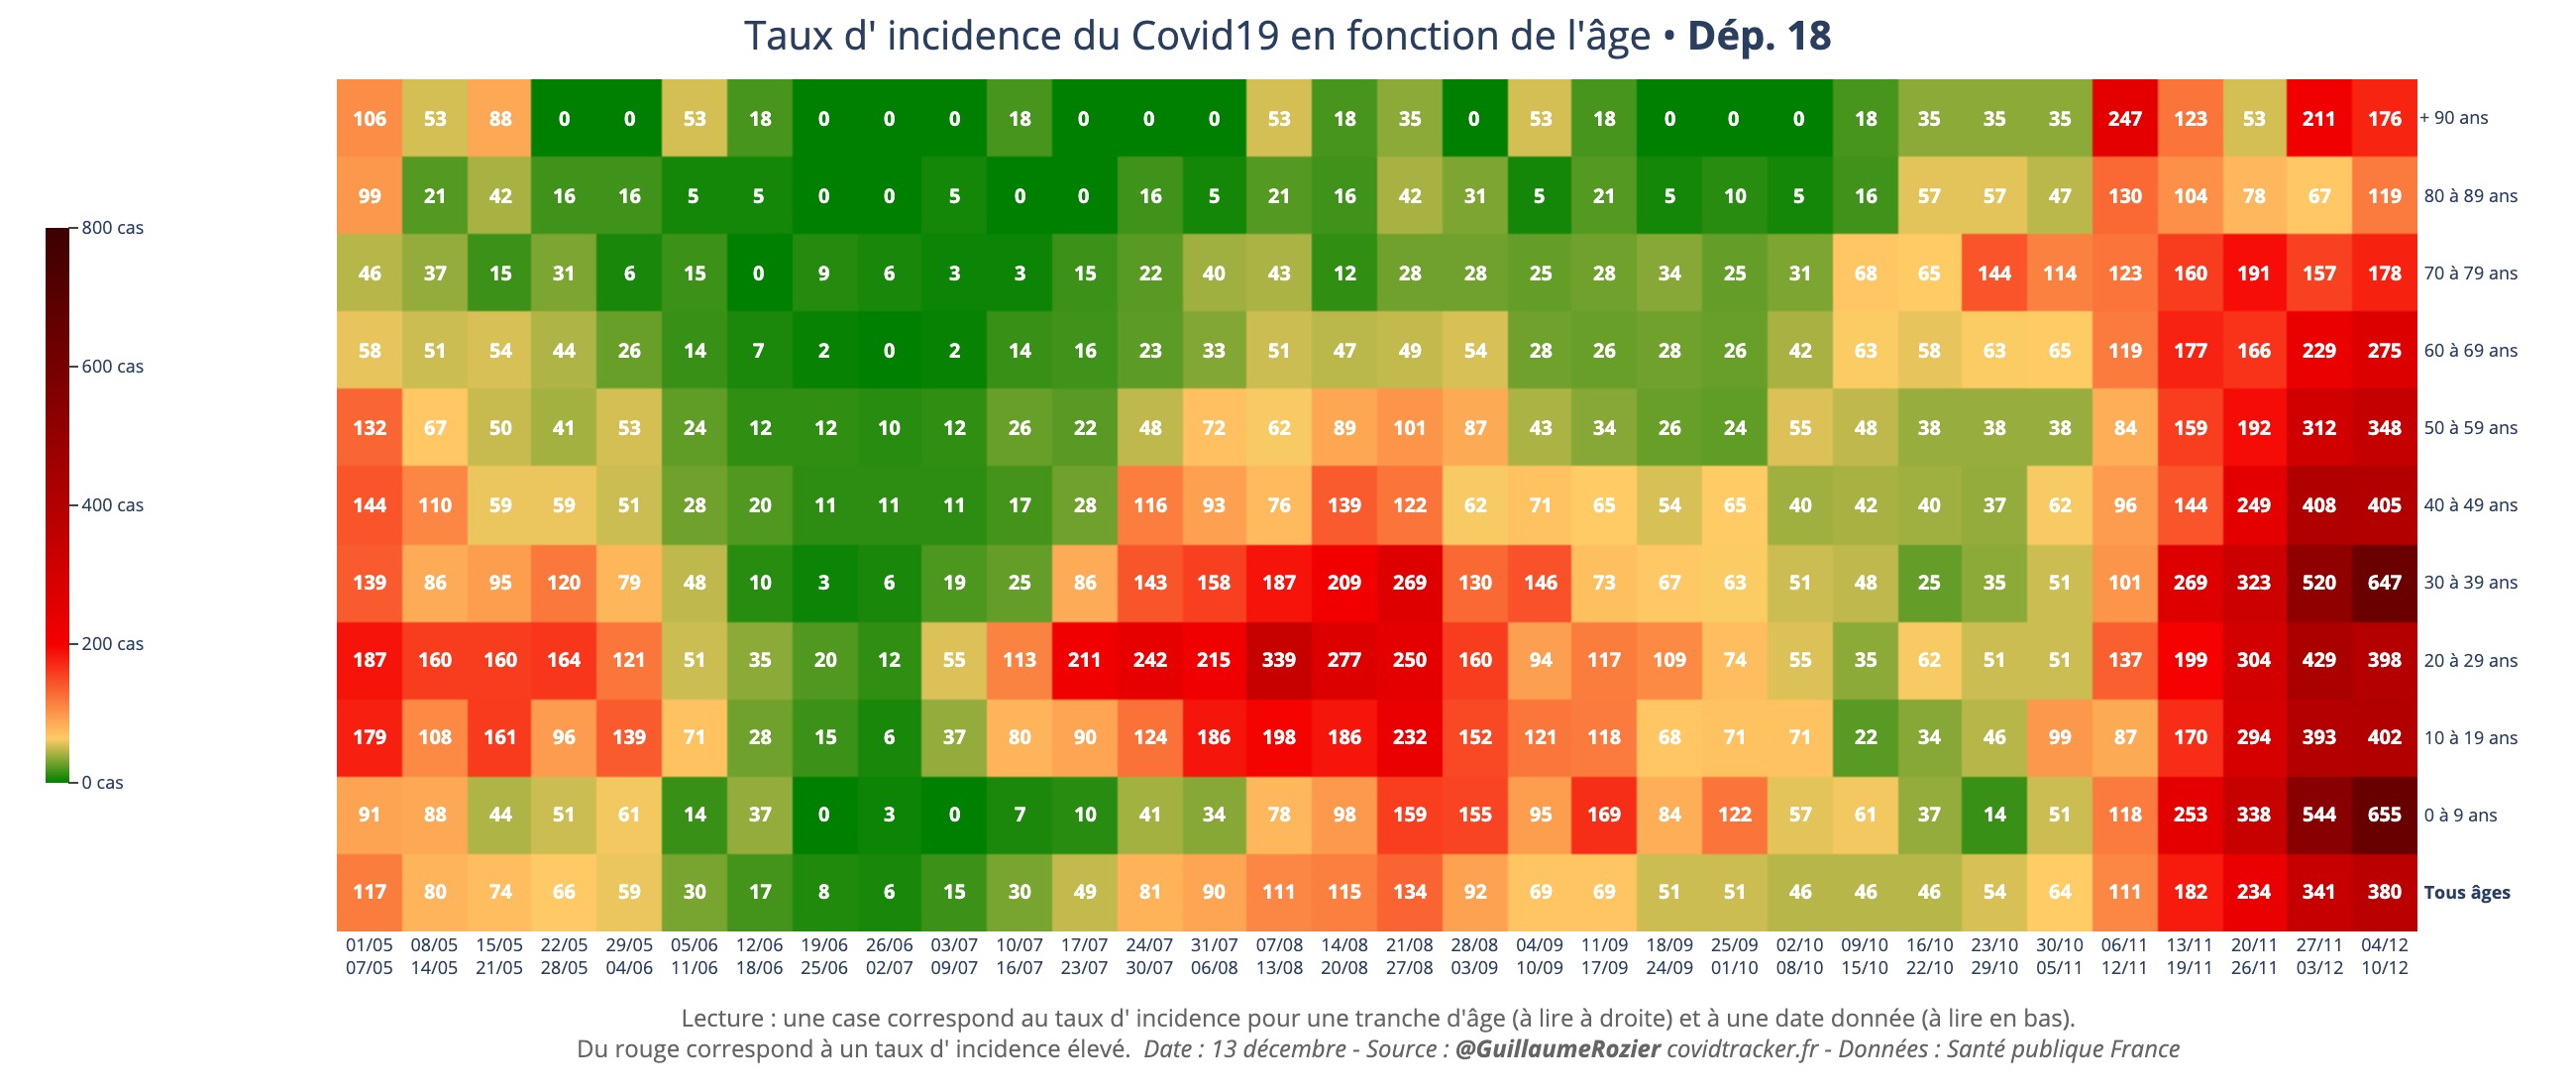 Taux d' incidence du Covid19 en fonction de l'âge • Dép. 18
800 cas
600 cas
400 cas
200 cas
0 cas
106 53 88 0 0 53 18 0 0 0 18 0 0 0 53 18 35 0 53 18 0 0 0 18 35 35 35 247 123 53 211 176 + 90 ans
99 21 42 16 16 5 5 0 0 5 0 0 16 5 21 16 42 31 5 21 5 10 5 16 57 57 47 130 104 78 67 119 80 à 89 ans
46 37 15 31 6 15 0 9 6 3 3 15 22 40 43 12 28 28 25 28 34 25 31 68 65 144 114 123 160 191 157 178 70 à 79 ans
58 51 54 44 26 14 7 2 0 2 14 16 23 33 51 47 49 54 28 26 28 26 42 63 58 63 65 119 177 166 229 275 60 à 69 ans
132 67 50 41 53 24 12 12 10 12 26 22 48 72 62 89 101 87 43 34 26 24 55 48 38 38 38 84 159 192 312 348 50 à 59 ans
144 110 59 59 51 28 20 11 11 11 17 28 116 93 76 139 122 62 71 65 54 65 40 42 40 37 62 96 144 249 408 405 40 à 49 ans
139 86 95 120 79 48 10 3 6 19 25 86 143 158 187 209 269 130 146 73 67 63 51 48 25 35 51 101 269 323 520 647 30 à 39 ans
187 160 160 164 121 51 35 20 12 55 113 211 242 215 339 277 250 160 94 117 109 74 55 35 62 51 51 137 199 304 429 398 20 à 29 ans
179 108 161 96 139 71 28 15 6 37 80 90 124 186 198 186 232 152 121 118 68 71 71 22 34 46 99 87 170 294 393 402 10 à 19 ans
91 88 44 51 61 14 37 0 3 0 7 10 41 34 78 98 159 155 95 169 84 122 57 61 37 14 51 118 253 338 544 655 0 à 9 ans
117 80 74 66 59 30 17 8 6 15 30 49 81 90 111 115 134 92 69 69 51 51 46 46 46 54 64 111 182 234 341 380 Tous âges
01/05 08/05 15/05 22/05 29/05 05/06 12/06 19/06 26/06 03/07 10/07 17/07 24/07 31/07 07/08 14/08 21/08 28/08 04/09 11/09 18/09 25/09 02/10 09/10 16/10 23/10 30/10 06/11 13/11 20/11 27/11 04/12
07/05 14/05 21/05 28/05 04/06 11/06 18/06 25/06 02/07 09/07 16/07 23/07 30/07 06/08 13/08 20/08 27/08 03/09 10/09 17/09 24/09 01/10 08/10 15/10 22/10 29/10 05/11 12/11 19/11 26/11 03/12 10/12
Lecture : une case correspond au taux d' incidence pour une tranche d'âge (à lire à droite) et à une date donnée (à lire en bas).
Du rouge correspond à un taux d' incidence élevé. Date : 13 décembre - Source : @GuillaumeRozier covidtracker.fr - Données : Santé publique France